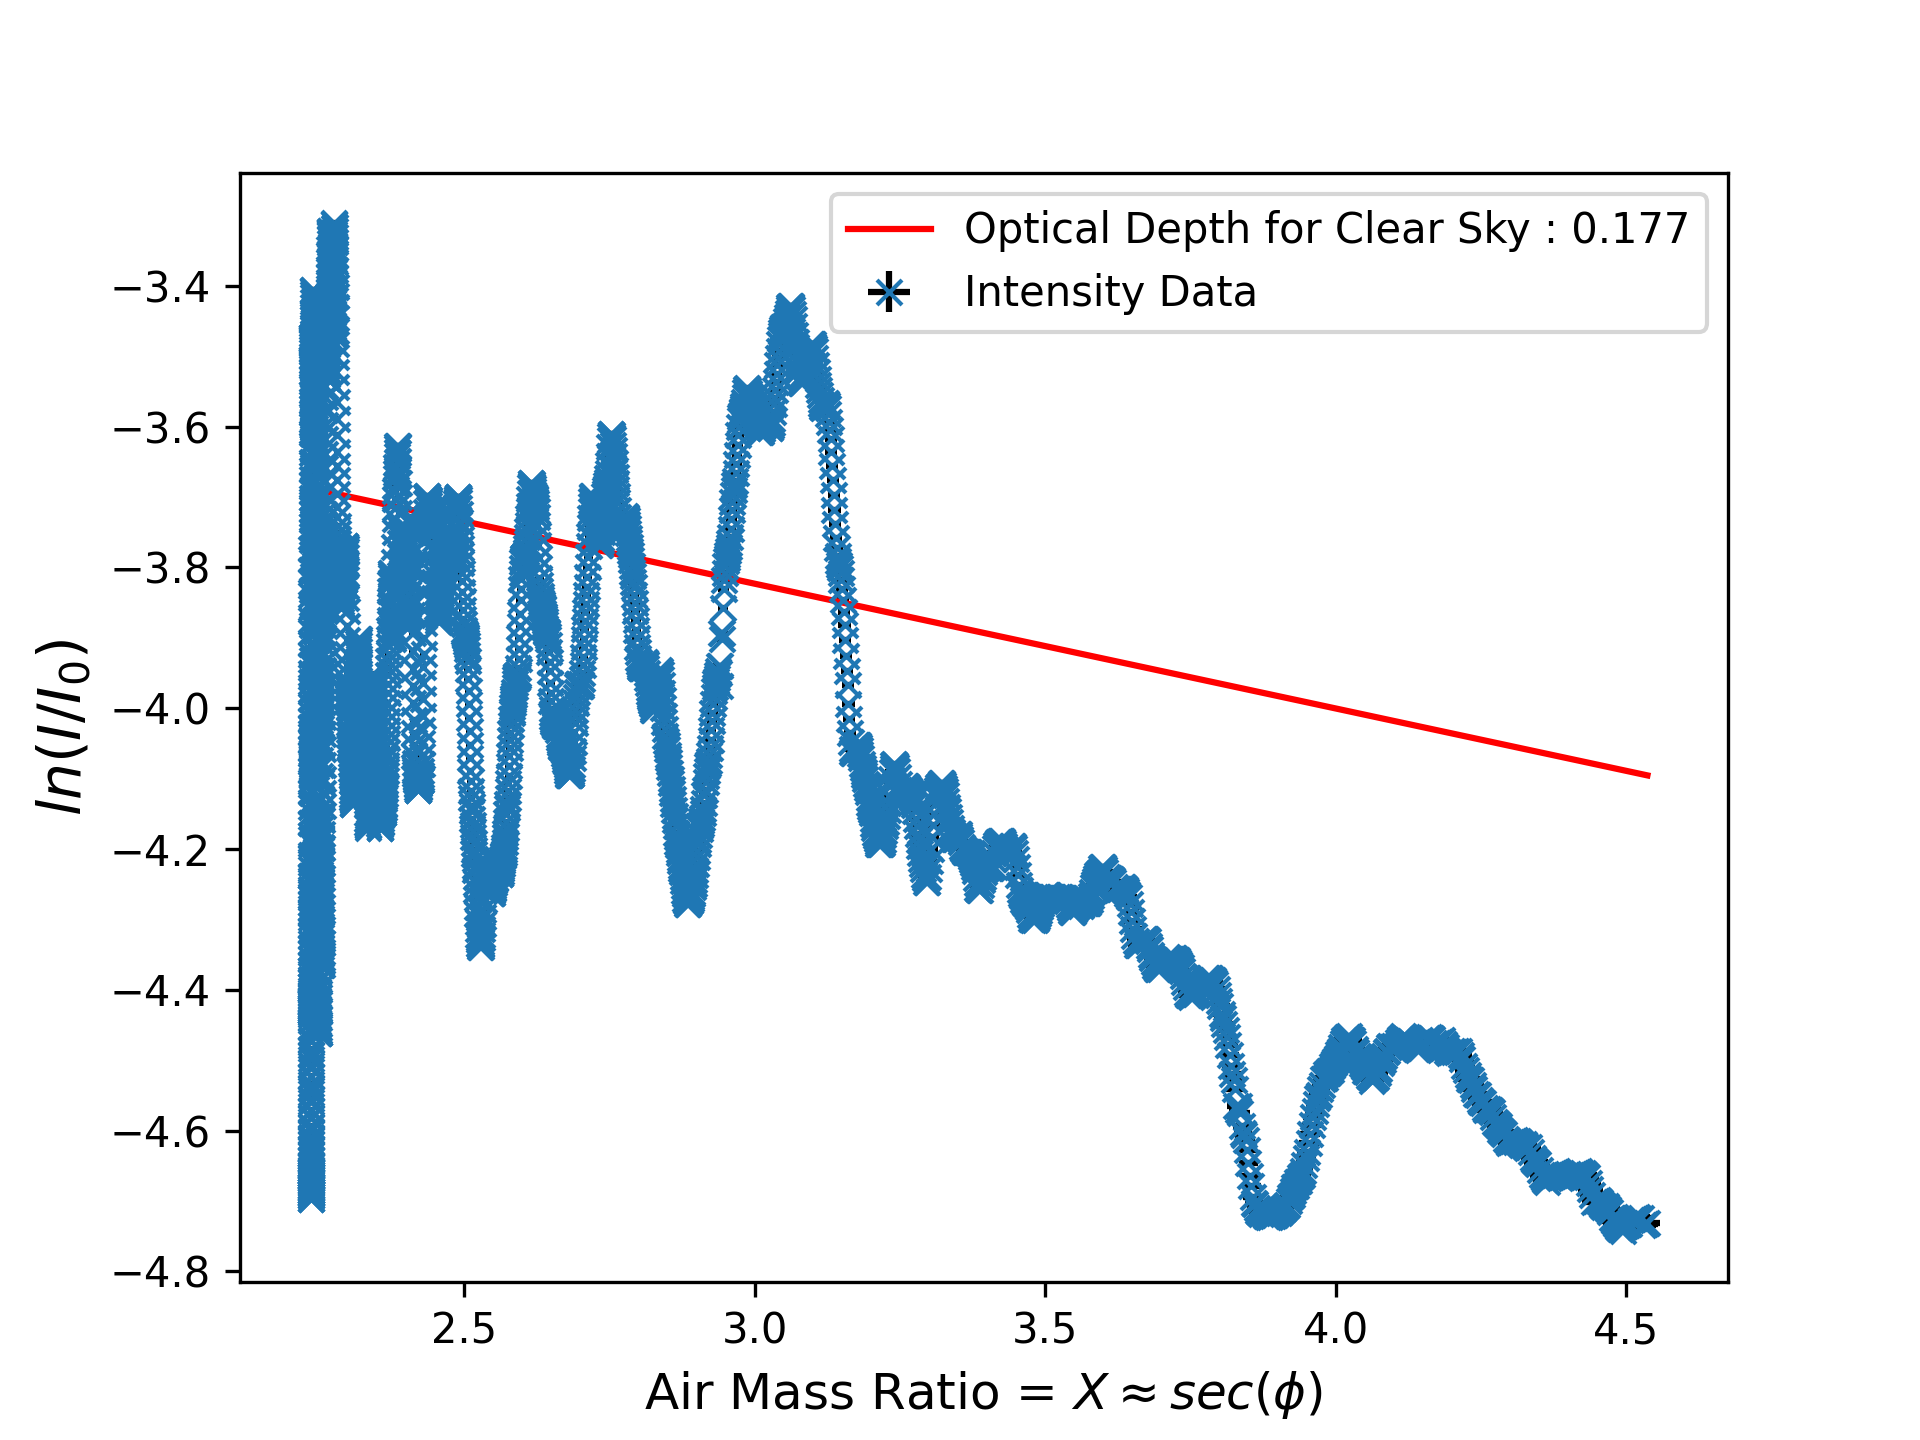 Optical Depth for Clear Sky : 0.177
Intensity Data
−3.4
−3.6
−3.8
−4.0
−4.2
−4.4
−4.6
−4.8
ln(I/I₀)
2.5 3.0 3.5 4.0 4.5
Air Mass Ratio = X ≈ sec(ϕ)